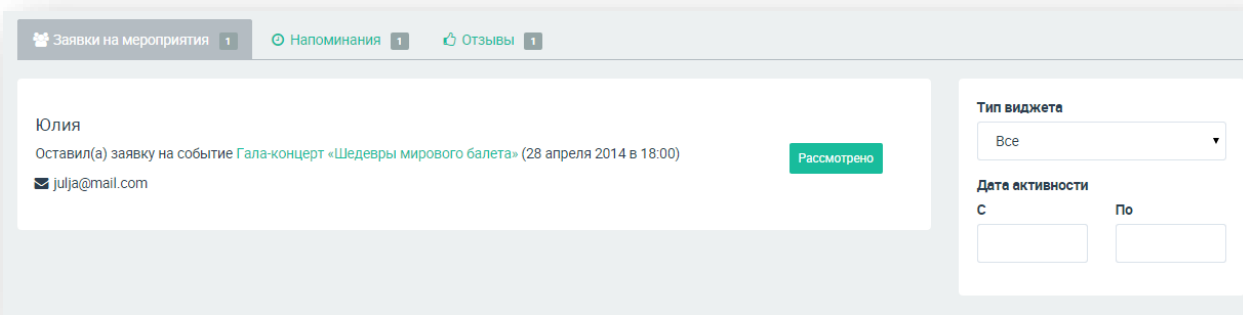 Заявки на мероприятия 1 Напоминания 1 Отзывы 1
Юлия
Оставил(а) заявку на событие Гала-концерт «Шедевры мирового балета» (28 апреля 2014 в 18:00)
Рассмотрено
julja@mail.com
Тип виджета
Все
Дата активности
С По